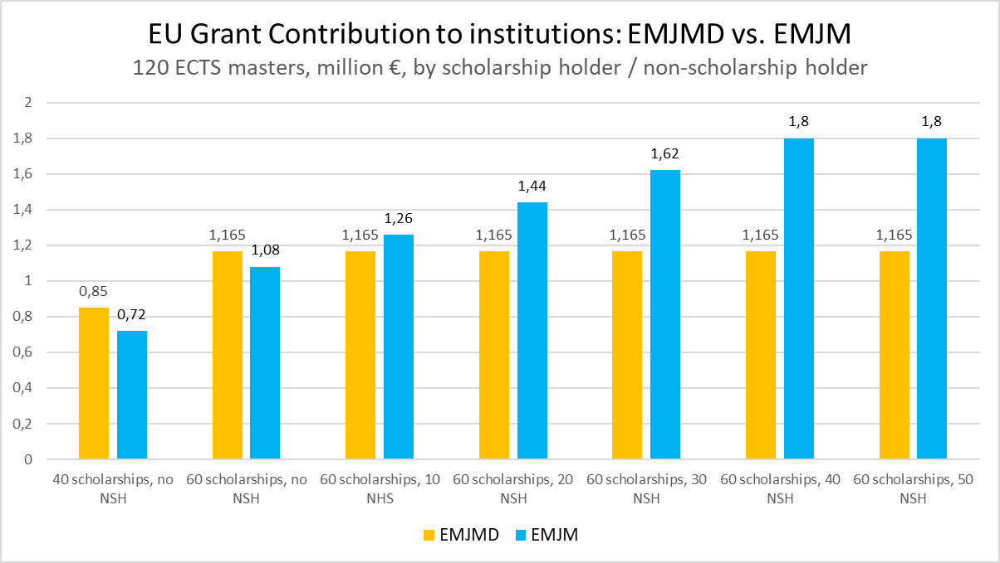 EU Grant Contribution to institutions: EMJMD vs. EMJM
120 ECTS masters, million €, by scholarship holder / non-scholarship holder
2
1,8
1,6
1,4
1,2
1
0,8
0,6
0,4
0,2
0
0,85
0,72
1,165
1,08
1,165
1,26
1,165
1,44
1,165
1,62
1,165
1,8
1,165
1,8
40 scholarships, no
NSH
60 scholarships, no
NSH
60 scholarships, 10
NHS
60 scholarships, 20
NSH
60 scholarships, 30
NSH
60 scholarships, 40
NSH
60 scholarships, 50
NSH
EMJMD
EMJM